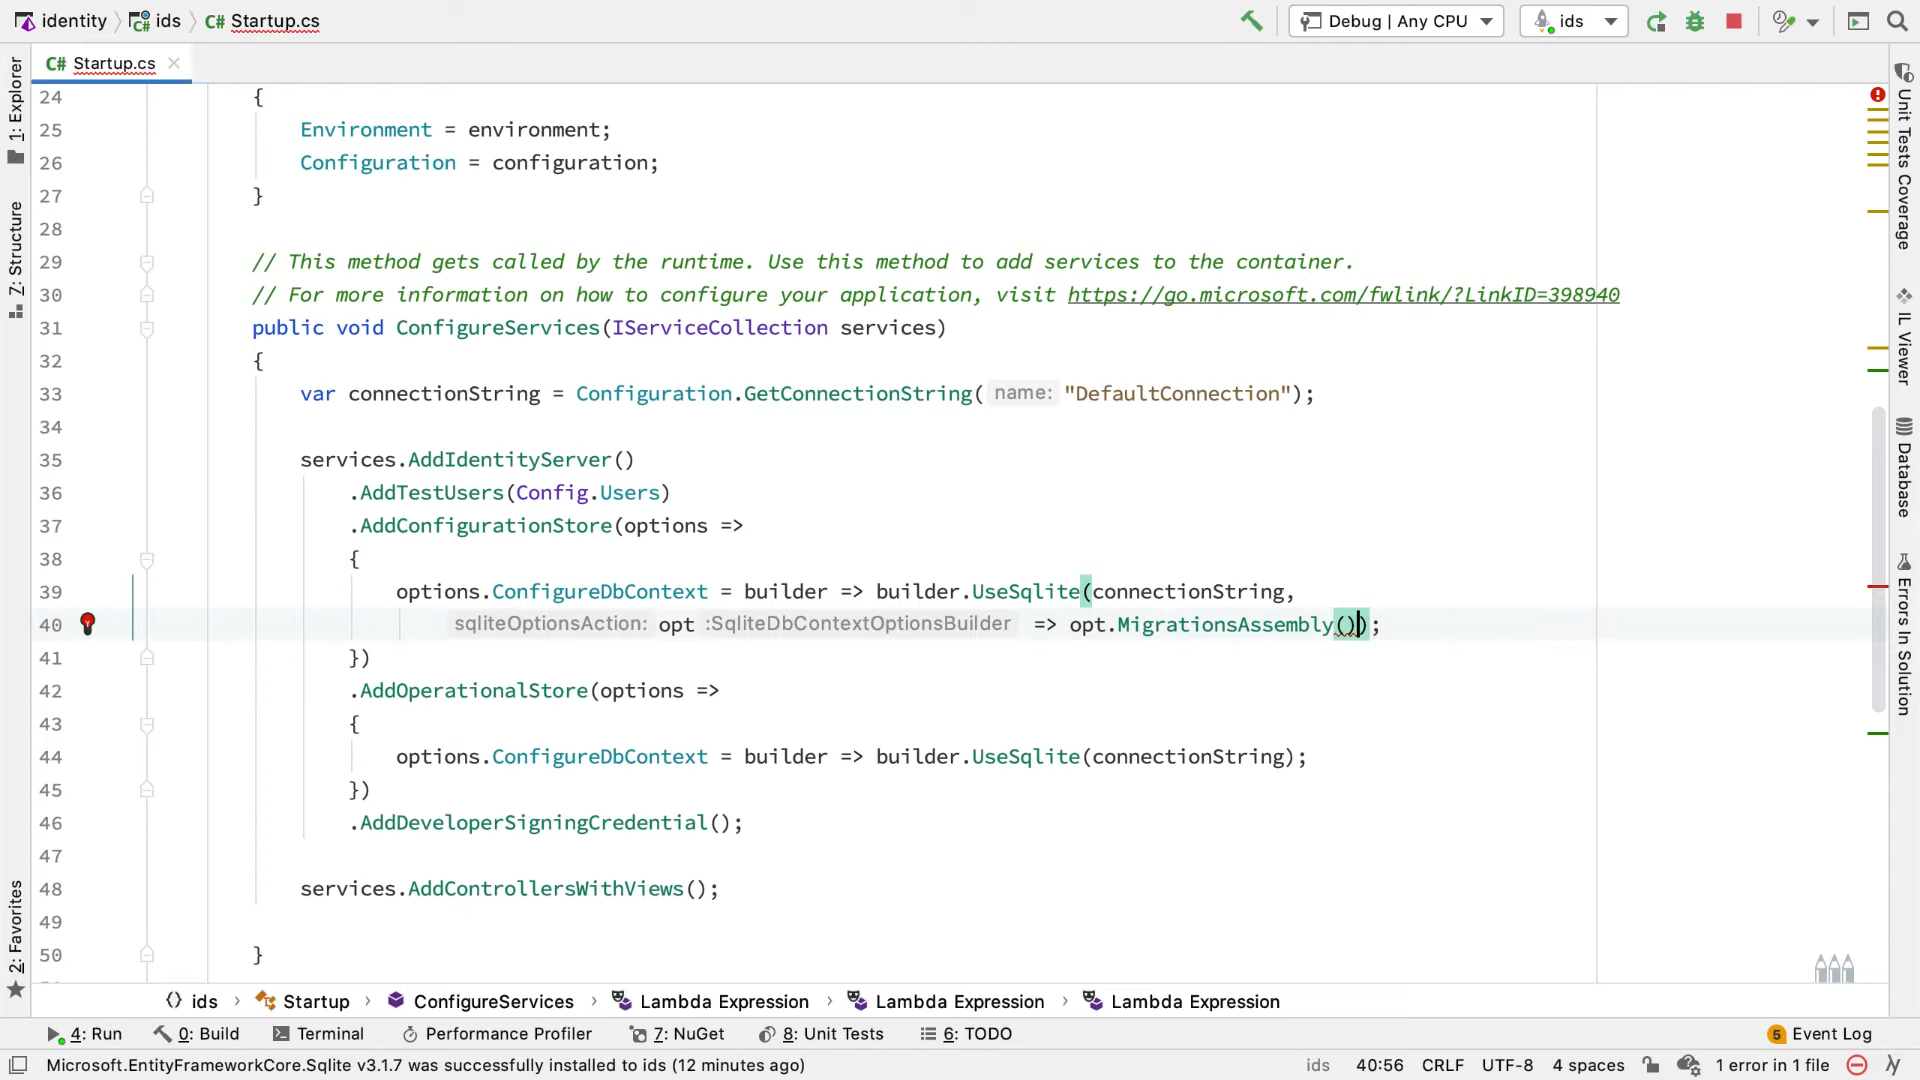 identity ids C# Startup.cs Debug | Any CPU ids
C# Startup.cs
24 {
25 Environment = environment;
26 Configuration = configuration;
27 }
28
29 // This method gets called by the runtime. Use this method to add services to the container.
30 // For more information on how to configure your application, visit https://go.microsoft.com/fwlink/?LinkID=398940
31 public void ConfigureServices(IServiceCollection services)
32 {
33 var connectionString = Configuration.GetConnectionString( name: "DefaultConnection");
34
35 services.AddIdentityServer()
36 .AddTestUsers(Config.Users)
37 .AddConfigurationStore(options =>
38 {
39 options.ConfigureDbContext = builder => builder.UseSqlite(connectionString,
40 sqliteOptionsAction: opt :SqliteDbContextOptionsBuilder => opt.MigrationsAssembly());
41 })
42 .AddOperationalStore(options =>
43 {
44 options.ConfigureDbContext = builder => builder.UseSqlite(connectionString);
45 })
46 .AddDeveloperSigningCredential();
47
48 services.AddControllersWithViews();
49
50 }
1: Explorer
7: Structure
2: Favorites
Unit Tests Coverage
IL Viewer
Database
Errors In Solution
ids Startup ConfigureServices Lambda Expression Lambda Expression Lambda Expression
4: Run 0: Build Terminal Performance Profiler 7: NuGet 8: Unit Tests 6: TODO 5 Event Log
Microsoft.EntityFrameworkCore.Sqlite v3.1.7 was successfully installed to ids (12 minutes ago) ids 40:56 CRLF UTF-8 4 spaces 1 error in 1 file